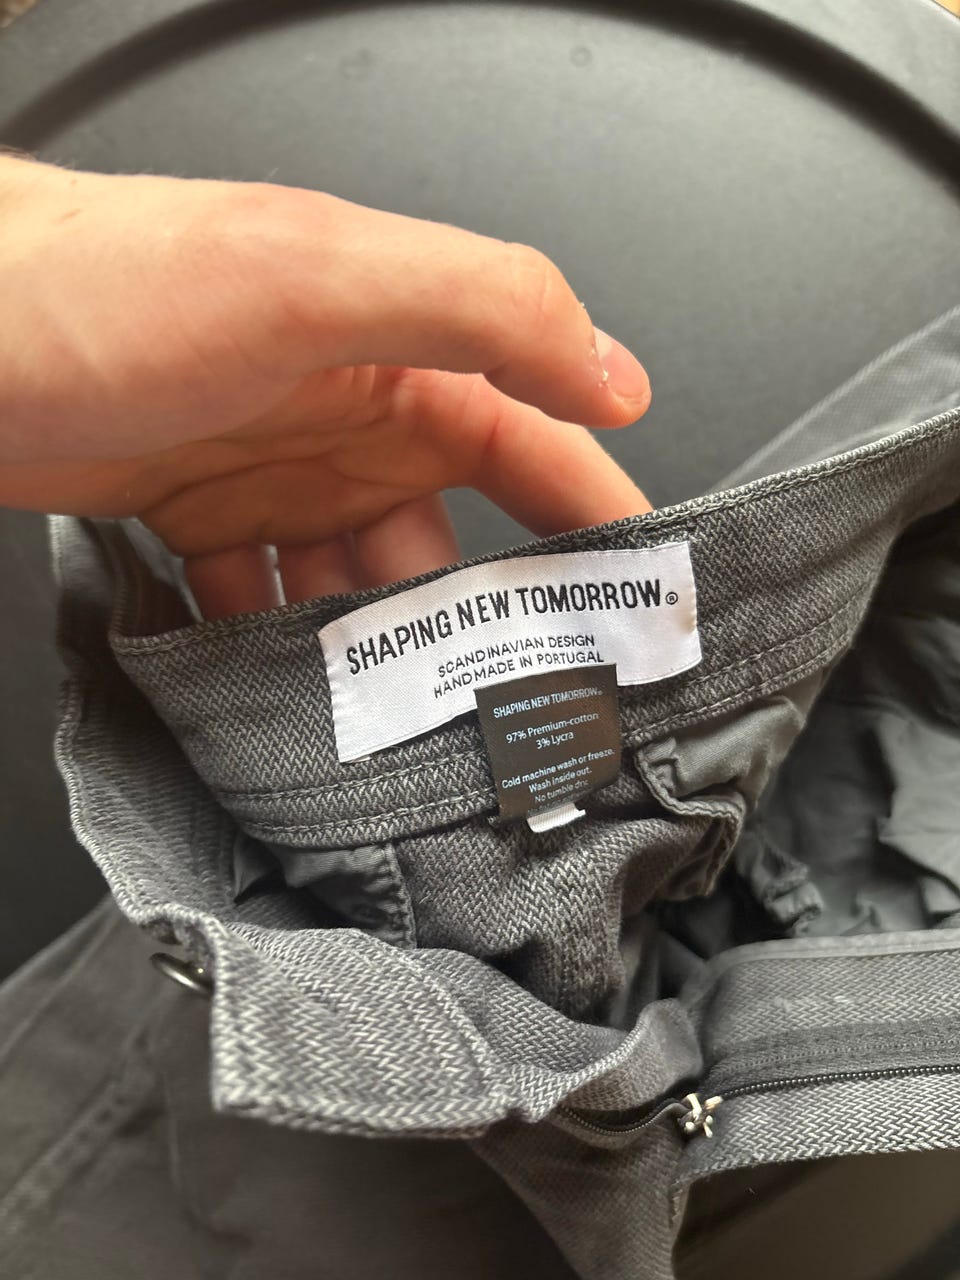 SHAPING NEW TOMORROW®
SCANDINAVIAN DESIGN
HANDMADE IN PORTUGAL
SHAPING NEW TOMORROW®
97% Premium-cotton
3% Lycra
Cold machine wash or freeze.
Wash inside out.
No tumble